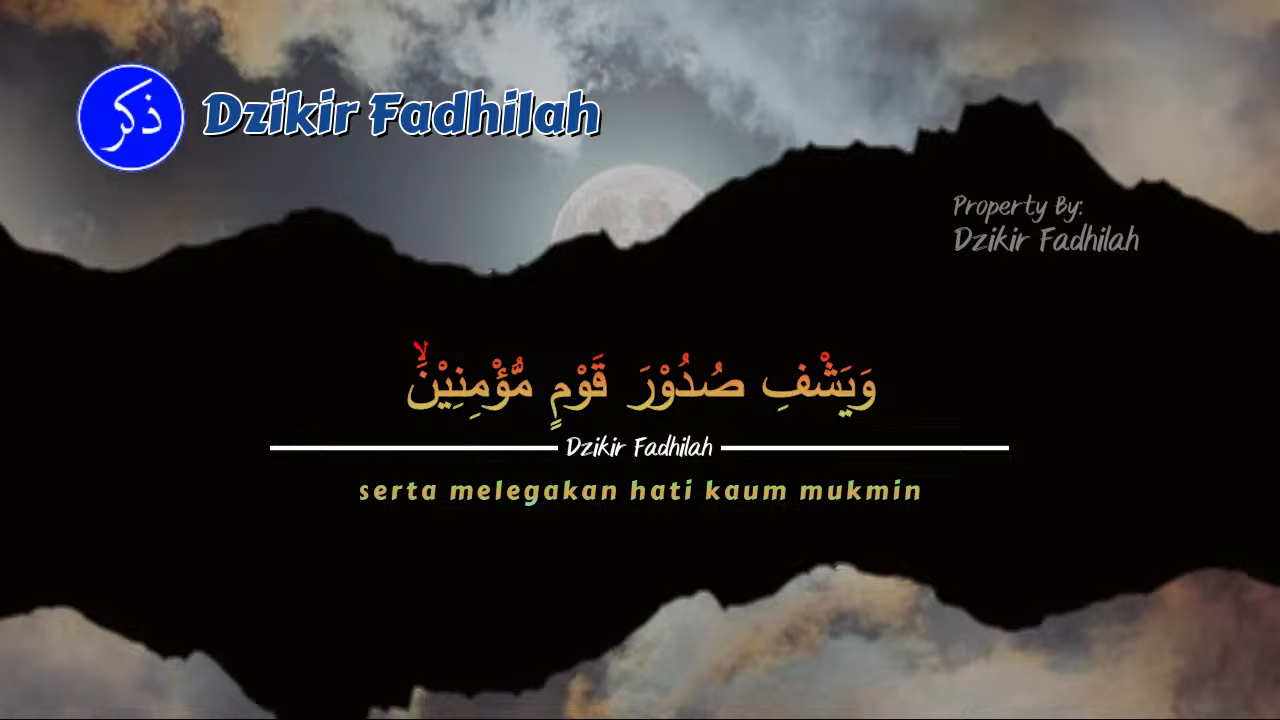 ذكر
Dzikir Fadhilah
Property By:
Dzikir Fadhilah
وَيَشْفِ صُدُوْرَ قَوْمٍ مُّؤْمِنِيْنَۙ
Dzikir Fadhilah
serta melegakan hati kaum mukmin